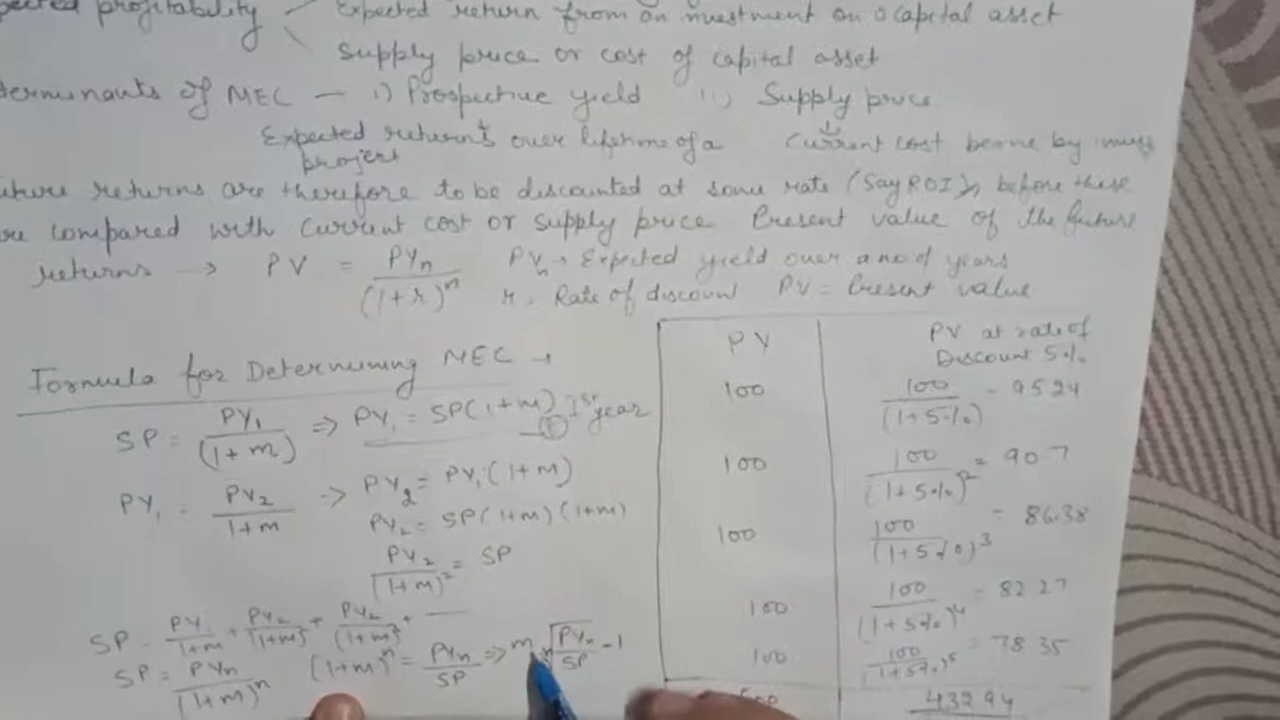 profitability Expected return from an investment on a capital asset
Supply price or cost of capital asset
of MEC - i) Prospective yield ii) Supply price
Expected returns over lifetime of a Current cost borne by
project
returns are therefore to be discounted at some rate (Say ROI), before these
compared with current cost or supply price Present value of the future
returns → PV = PYn/(1+r)^n PYn → Expected yield over a no of years
r = Rate of discount PV = Present value
Formula for Determining MEC →
SP = PY1/(1+m) ⇒ PY1 = SP(1+m) 1st year
PY1 = PY2/1+m → PY2 = PY1(1+m)
PY2 = SP(1+m)(1+m)
PY2/(1+m)^2 = SP
SP = PY1/1+m + PY2/(1+m)^2 + PY2/(1+m)^3 + —
SP = PYn/(1+m)^n (1+m)^n = PYn/SP ⇒ m n√PYn/SP - 1
PY PV at rate of
Discount 5%
100 100/(1+5%) = 95.24
100 100/(1+5%)^2 = 90.7
100 100/(1+5%)^3 = 86.38
100 100/(1+5%)^4 = 82.27
100 100/(1+5%)^5 = 78.35
500 432.94